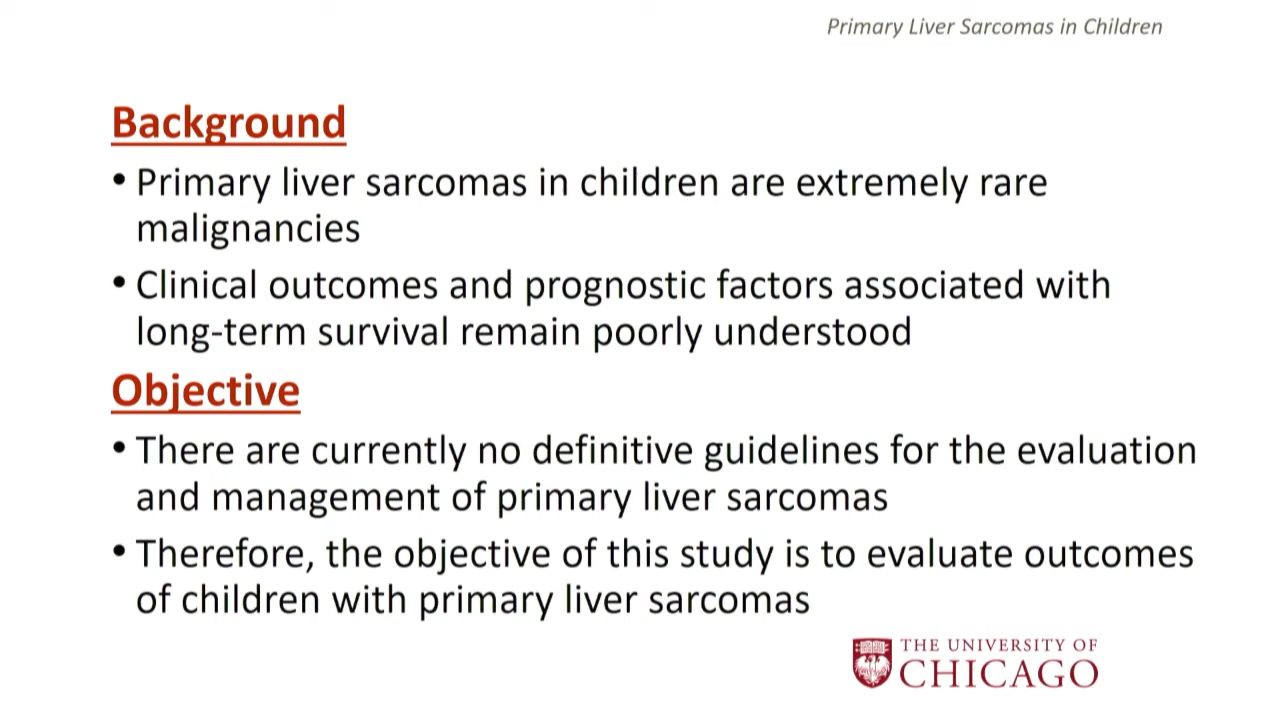 Primary Liver Sarcomas in Children
Background
• Primary liver sarcomas in children are extremely rare
malignancies
• Clinical outcomes and prognostic factors associated with
long-term survival remain poorly understood
Objective
• There are currently no definitive guidelines for the evaluation
and management of primary liver sarcomas
• Therefore, the objective of this study is to evaluate outcomes
of children with primary liver sarcomas
THE UNIVERSITY OF
CHICAGO